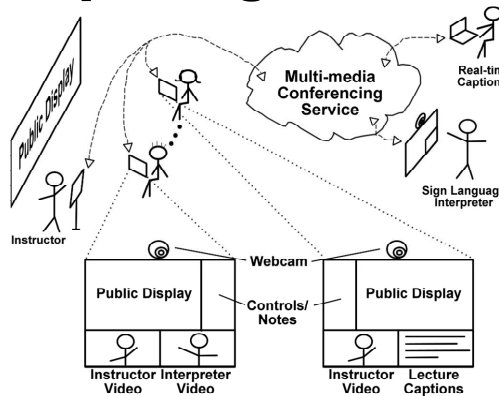 Public Display
Multi-media
Conferencing
Service
Real-tim
Caption
Sign Language
Interpreter
Instructor
Webcam
Public Display
Public Display
Controls/
Notes
Instructor
Video
Interpreter
Video
Instructor
Video
Lecture
Captions